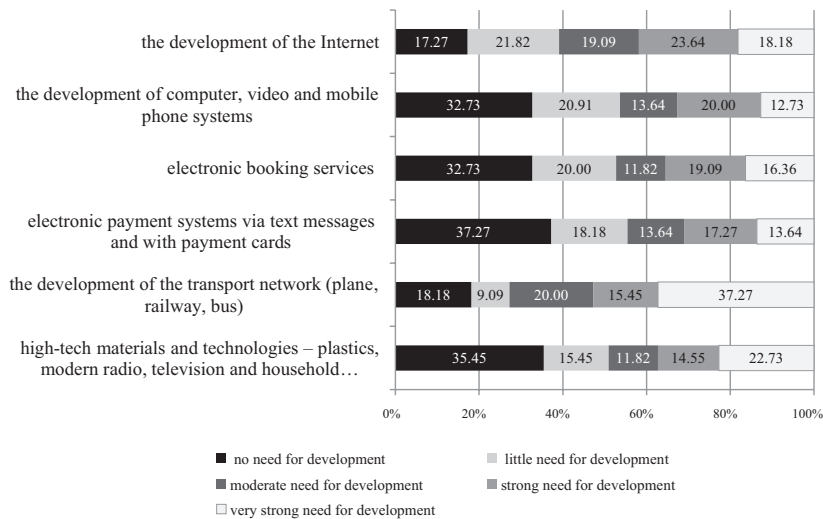 the development of the Internet
17.27 21.82 19.09 23.64 18.18
the development of computer, video and mobile
phone systems
32.73 20.91 13.64 20.00 12.73
electronic booking services
32.73 20.00 11.82 19.09 16.36
electronic payment systems via text messages
and with payment cards
37.27 18.18 13.64 17.27 13.64
the development of the transport network (plane,
railway, bus)
18.18 9.09 20.00 15.45 37.27
high-tech materials and technologies – plastics,
modern radio, television and household…
35.45 15.45 11.82 14.55 22.73
0% 20% 40% 60% 80% 100%
no need for development little need for development
moderate need for development strong need for development
very strong need for development